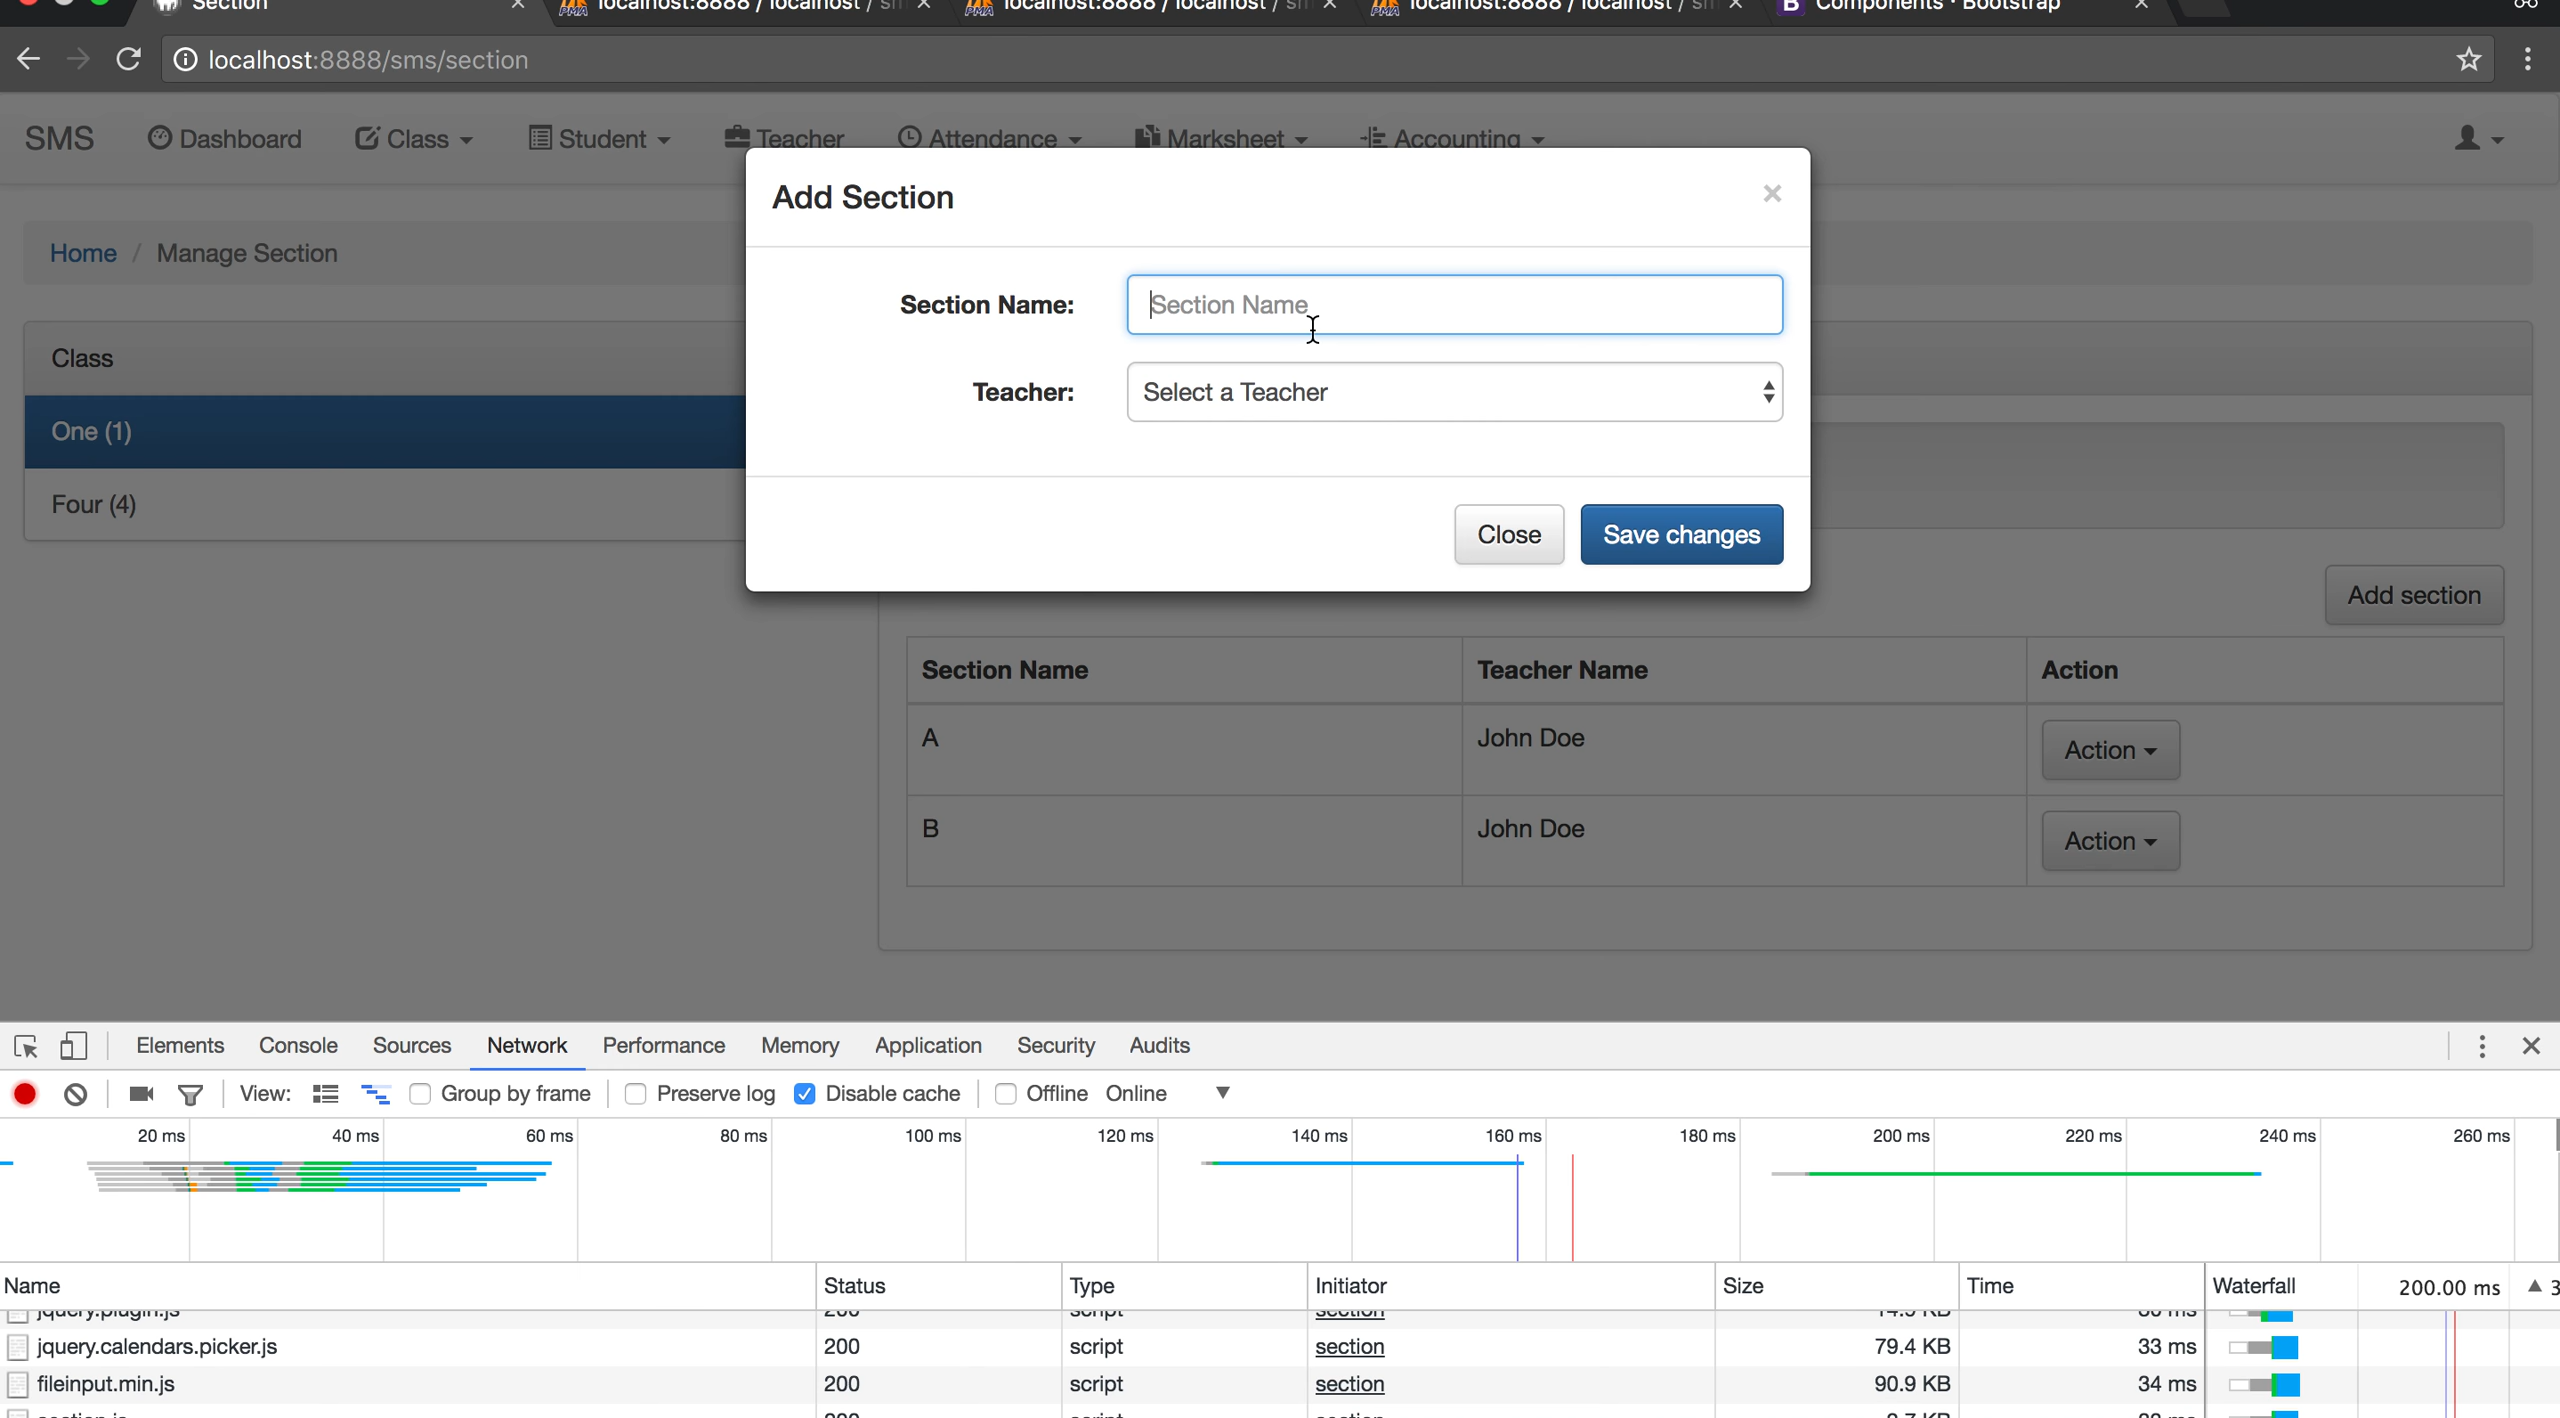 Section
localhost:8888 / localhost /
localhost:8888 / localhost /
localhost:8888 / localhost /
B Components · Bootstrap
localhost:8888/sms/section
SMS Dashboard Class Student Teacher Attendance Marksheet Accounting
Add Section ×
Home / Manage Section
Section Name: Section Name
Class
Teacher: Select a Teacher
One (1)
Four (4)
Close Save changes
Add section
Section Name Teacher Name Action
A John Doe Action
B John Doe Action
Elements Console Sources Network Performance Memory Application Security Audits
View: Group by frame Preserve log Disable cache Offline Online
20 ms 40 ms 60 ms 80 ms 100 ms 120 ms 140 ms 160 ms 180 ms 200 ms 220 ms 240 ms 260 ms
Name Status Type Initiator Size Time Waterfall 200.00 ms
jquery.plugin.js 200 script section
jquery.calendars.picker.js 200 script section 79.4 KB 33 ms
fileinput.min.js 200 script section 90.9 KB 34 ms